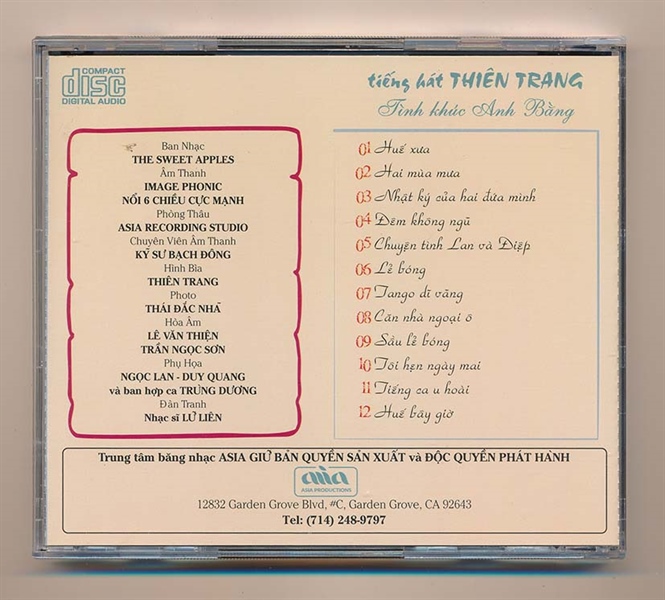 COMPACT
disc
DIGITAL AUDIO
tiếng hát THIÊN TRANG
Tình khúc Anh Bằng
Ban Nhạc
THE SWEET APPLES
Âm Thanh
IMAGE PHONIC
NỔI 6 CHIỀU CỰC MẠNH
Phòng Thâu
ASIA RECORDING STUDIO
Chuyên Viên Âm Thanh
KỸ SƯ BẠCH ĐÔNG
Hình Bìa
THIÊN TRANG
Photo
THÁI ĐẮC NHÃ
Hòa Âm
LÊ VĂN THIỆN
TRẦN NGỌC SƠN
Phụ Họa
NGỌC LAN - DUY QUANG
và ban hợp ca TRÙNG DƯƠNG
Đàn Tranh
Nhạc sĩ LỮ LIÊN
01 Huế xưa
02 Hai mùa mưa
03 Nhật ký của hai đứa mình
04 Đêm không ngủ
05 Chuyện tình Lan và Điệp
06 Lẻ bóng
07 Tango dĩ vãng
08 Căn nhà ngoại ô
09 Sầu lẻ bóng
10 Tôi hẹn ngày mai
11 Tiếng ca u hoài
12 Huế bây giờ
Trung tâm băng nhạc ASIA GIỮ BẢN QUYỀN SẢN XUẤT và ĐỘC QUYỀN PHÁT HÀNH
asia
ASIA PRODUCTIONS
12832 Garden Grove Blvd, #C, Garden Grove, CA 92643
Tel: (714) 248-9797